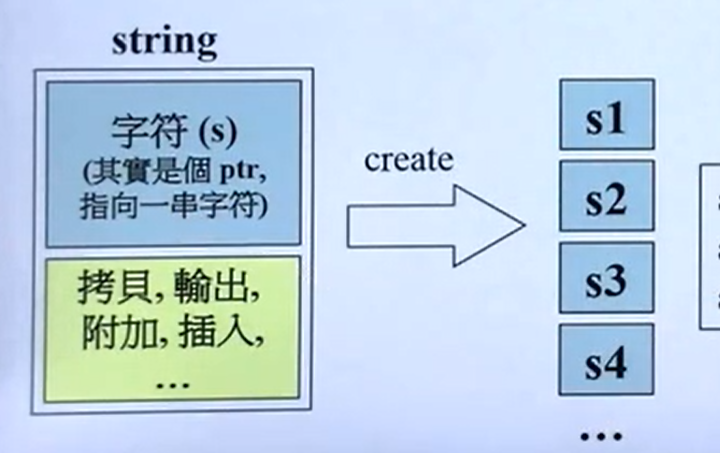 string
字符 (s)
(其實是個 ptr,
指向一串字符)
拷貝, 輸出,
附加, 插入,
...
create
s1
s2
s3
s4
...